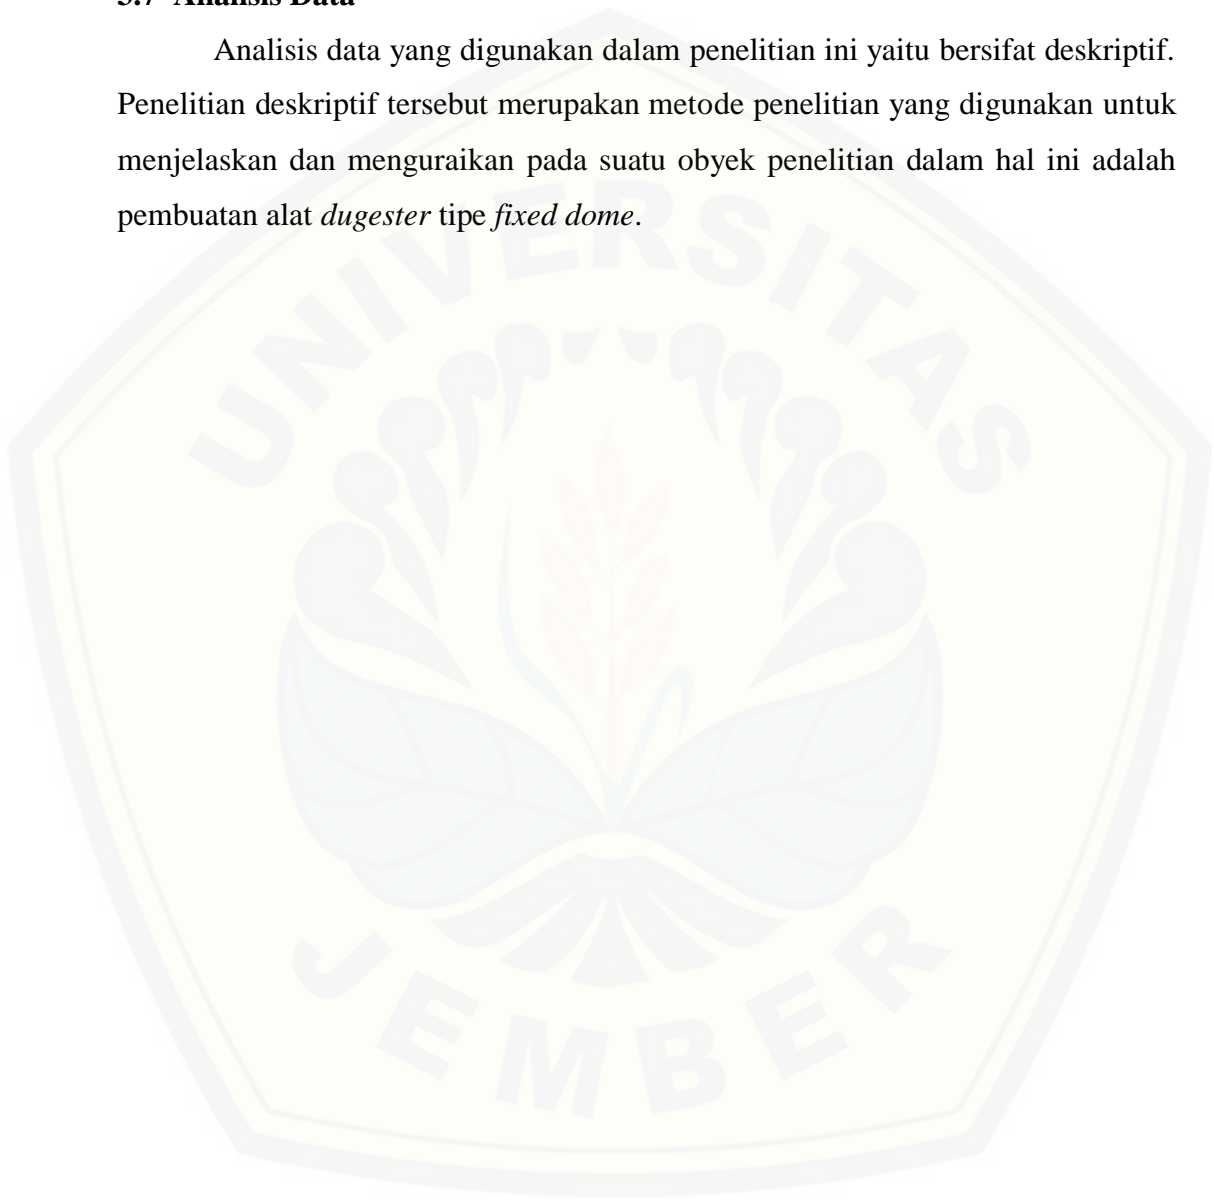 3.7 Analisis Data
Analisis data yang digunakan dalam penelitian ini yaitu bersifat deskriptif.
Penelitian deskriptif tersebut merupakan metode penelitian yang digunakan untuk
menjelaskan dan menguraikan pada suatu obyek penelitian dalam hal ini adalah
pembuatan alat dugester tipe fixed dome.
UNIVERSITAS
JEMBER